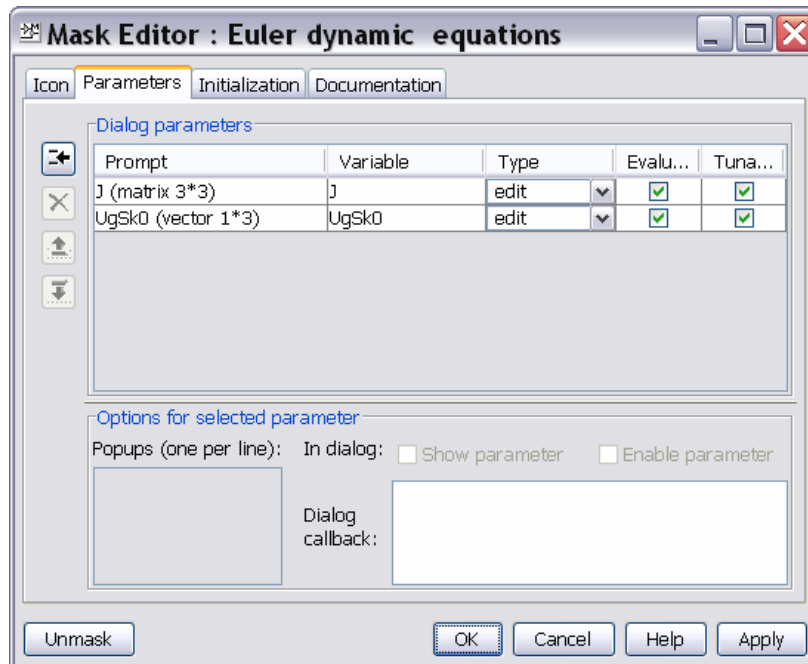 Mask Editor : Euler dynamic equations
Icon Parameters Initialization Documentation
Dialog parameters
Prompt Variable Type Evalu... Tuna...
J (matrix 3*3) J edit
UgSk0 (vector 1*3) UgSk0 edit
Options for selected parameter
Popups (one per line): In dialog: Show parameter Enable parameter
Dialog
callback:
Unmask OK Cancel Help Apply